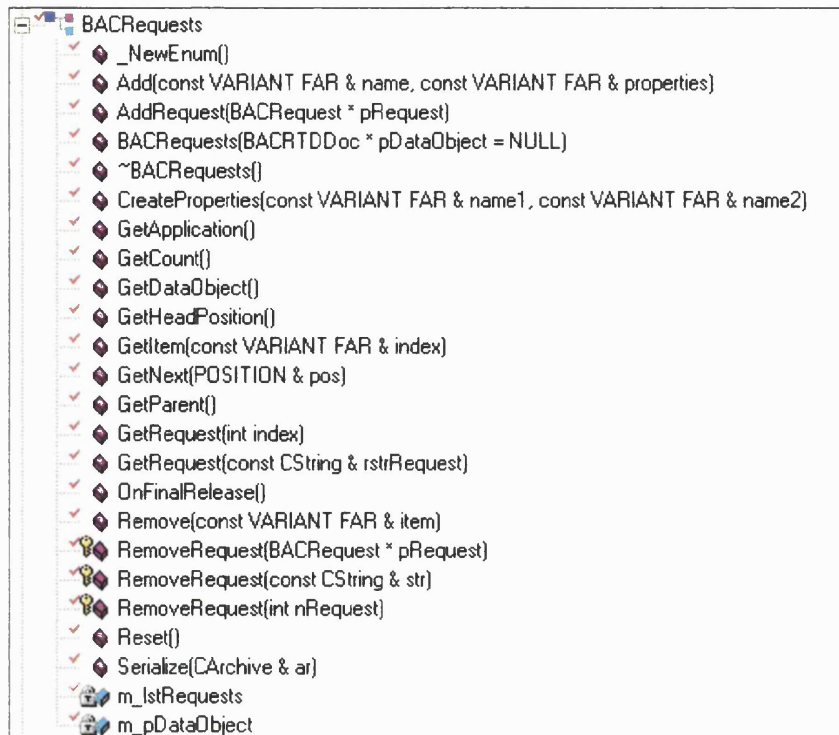 BACRequests
_NewEnum()
Add(const VARIANT FAR & name, const VARIANT FAR & properties)
AddRequest(BACRequest * pRequest)
BACRequests(BACRTDDoc * pDataObject = NULL)
~BACRequests()
CreateProperties(const VARIANT FAR & name1, const VARIANT FAR & name2)
GetApplication()
GetCount()
GetDataObject()
GetHeadPosition()
GetItem(const VARIANT FAR & index)
GetNext(POSITION & pos)
GetParent()
GetRequest(int index)
GetRequest(const CString & rstrRequest)
OnFinalRelease()
Remove(const VARIANT FAR & item)
RemoveRequest(BACRequest * pRequest)
RemoveRequest(const CString & str)
RemoveRequest(int nRequest)
Reset()
Serialize(CArchive & ar)
m_lstRequests
m_pDataObject